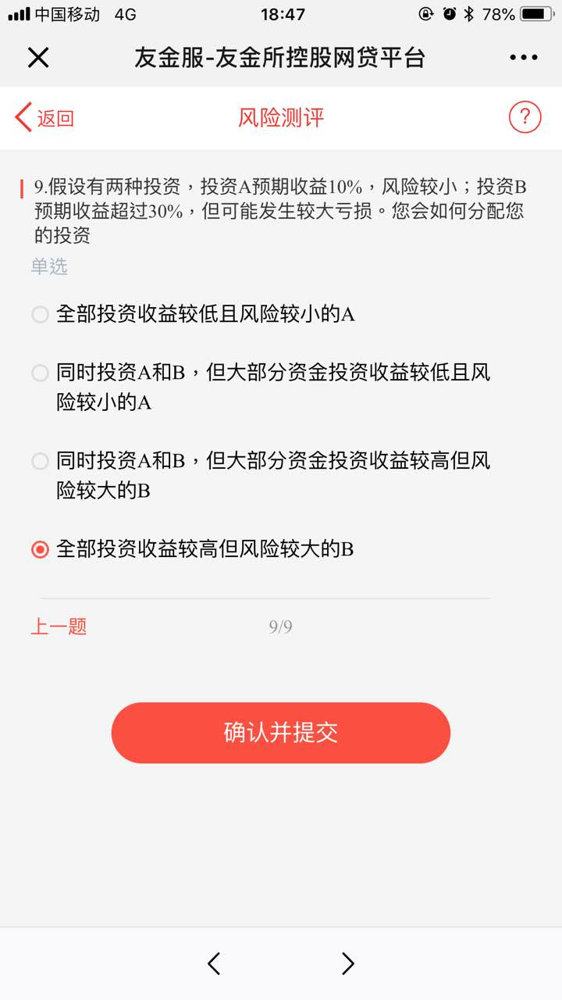 中国移动 4G 18:47 78%
友金服-友金所控股网贷平台
返回 风险测评 ?
9.假设有两种投资，投资A预期收益10%，风险较小；投资B
预期收益超过30%，但可能发生较大亏损。您会如何分配您
的投资
单选
全部投资收益较低且风险较小的A
同时投资A和B，但大部分资金投资收益较低且风
险较小的A
同时投资A和B，但大部分资金投资收益较高但风
险较大的B
全部投资收益较高但风险较大的B
上一题 9/9
确认并提交